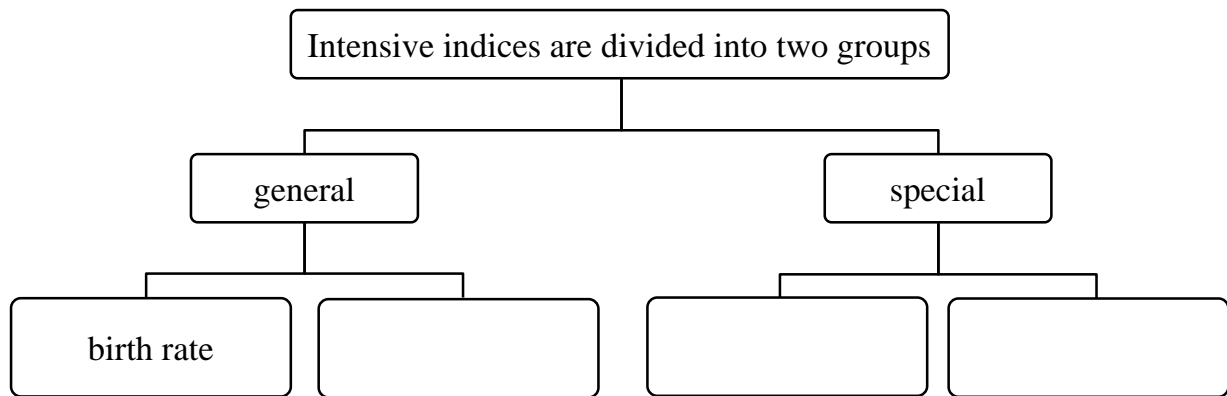 Intensive indices are divided into two groups
general
special
birth rate